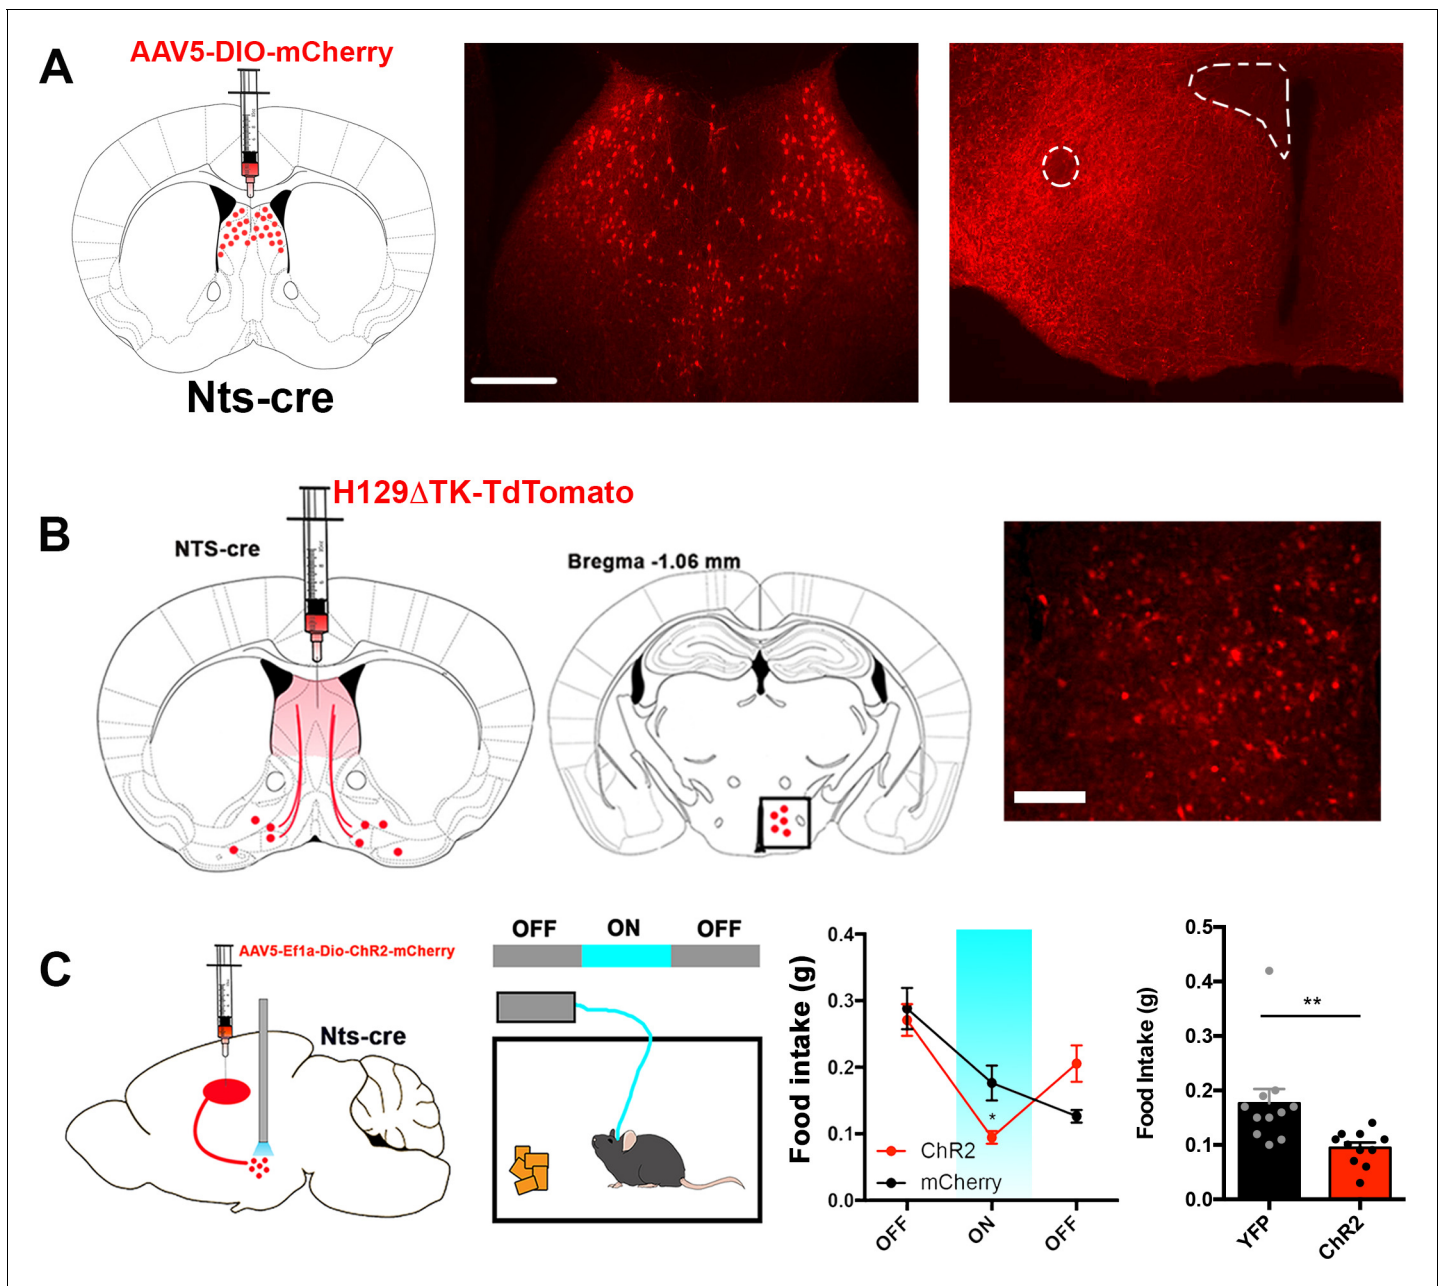 A
AAV5-DIO-mCherry
Nts-cre
B
H129ΔTK-TdTomato
NTS-cre
Bregma -1.06 mm
C
AAV5-Ef1a-Dio-ChR2-mCherry
Nts-cre
OFF ON OFF
Food intake (g)
0.4
0.3
0.2
0.1
0.0
*
ChR2
mCherry
OFF ON OFF
Food Intake (g)
0.5
0.4
0.3
0.2
0.1
0.0
**
YFP ChR2